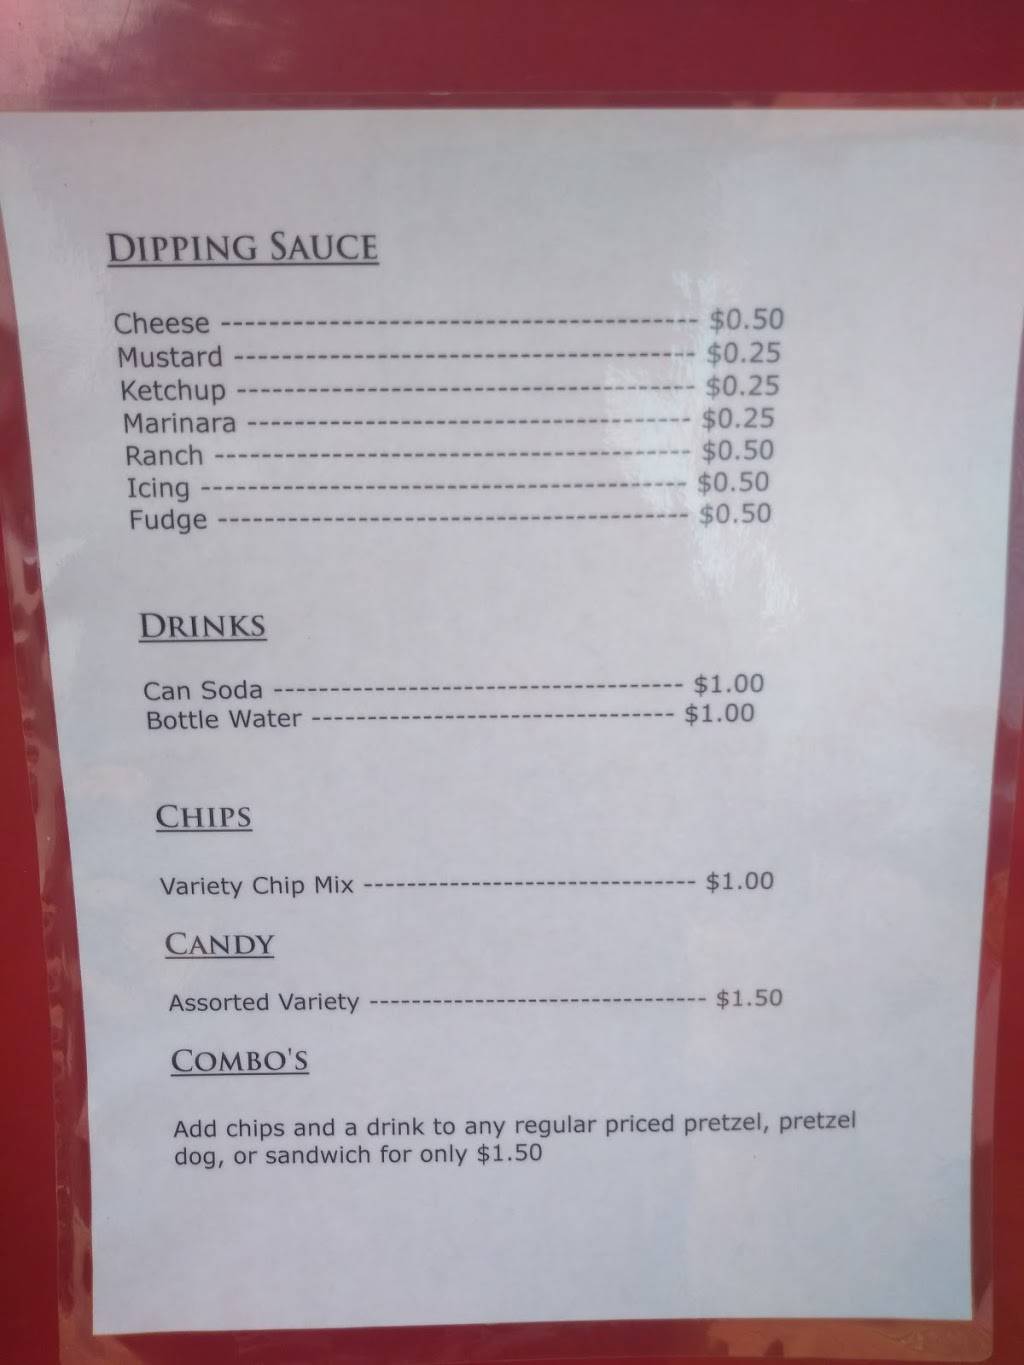 DIPPING SAUCE
Cheese ---------------------------------------- $0.50
Mustard --------------------------------------- $0.25
Ketchup --------------------------------------- $0.25
Marinara -------------------------------------- $0.25
Ranch ----------------------------------------- $0.50
Icing ------------------------------------------ $0.50
Fudge ----------------------------------------- $0.50
DRINKS
Can Soda ------------------------------------- $1.00
Bottle Water --------------------------------- $1.00
CHIPS
Variety Chip Mix ------------------------------ $1.00
CANDY
Assorted Variety -------------------------------- $1.50
COMBO'S
Add chips and a drink to any regular priced pretzel, pretzel
dog, or sandwich for only $1.50